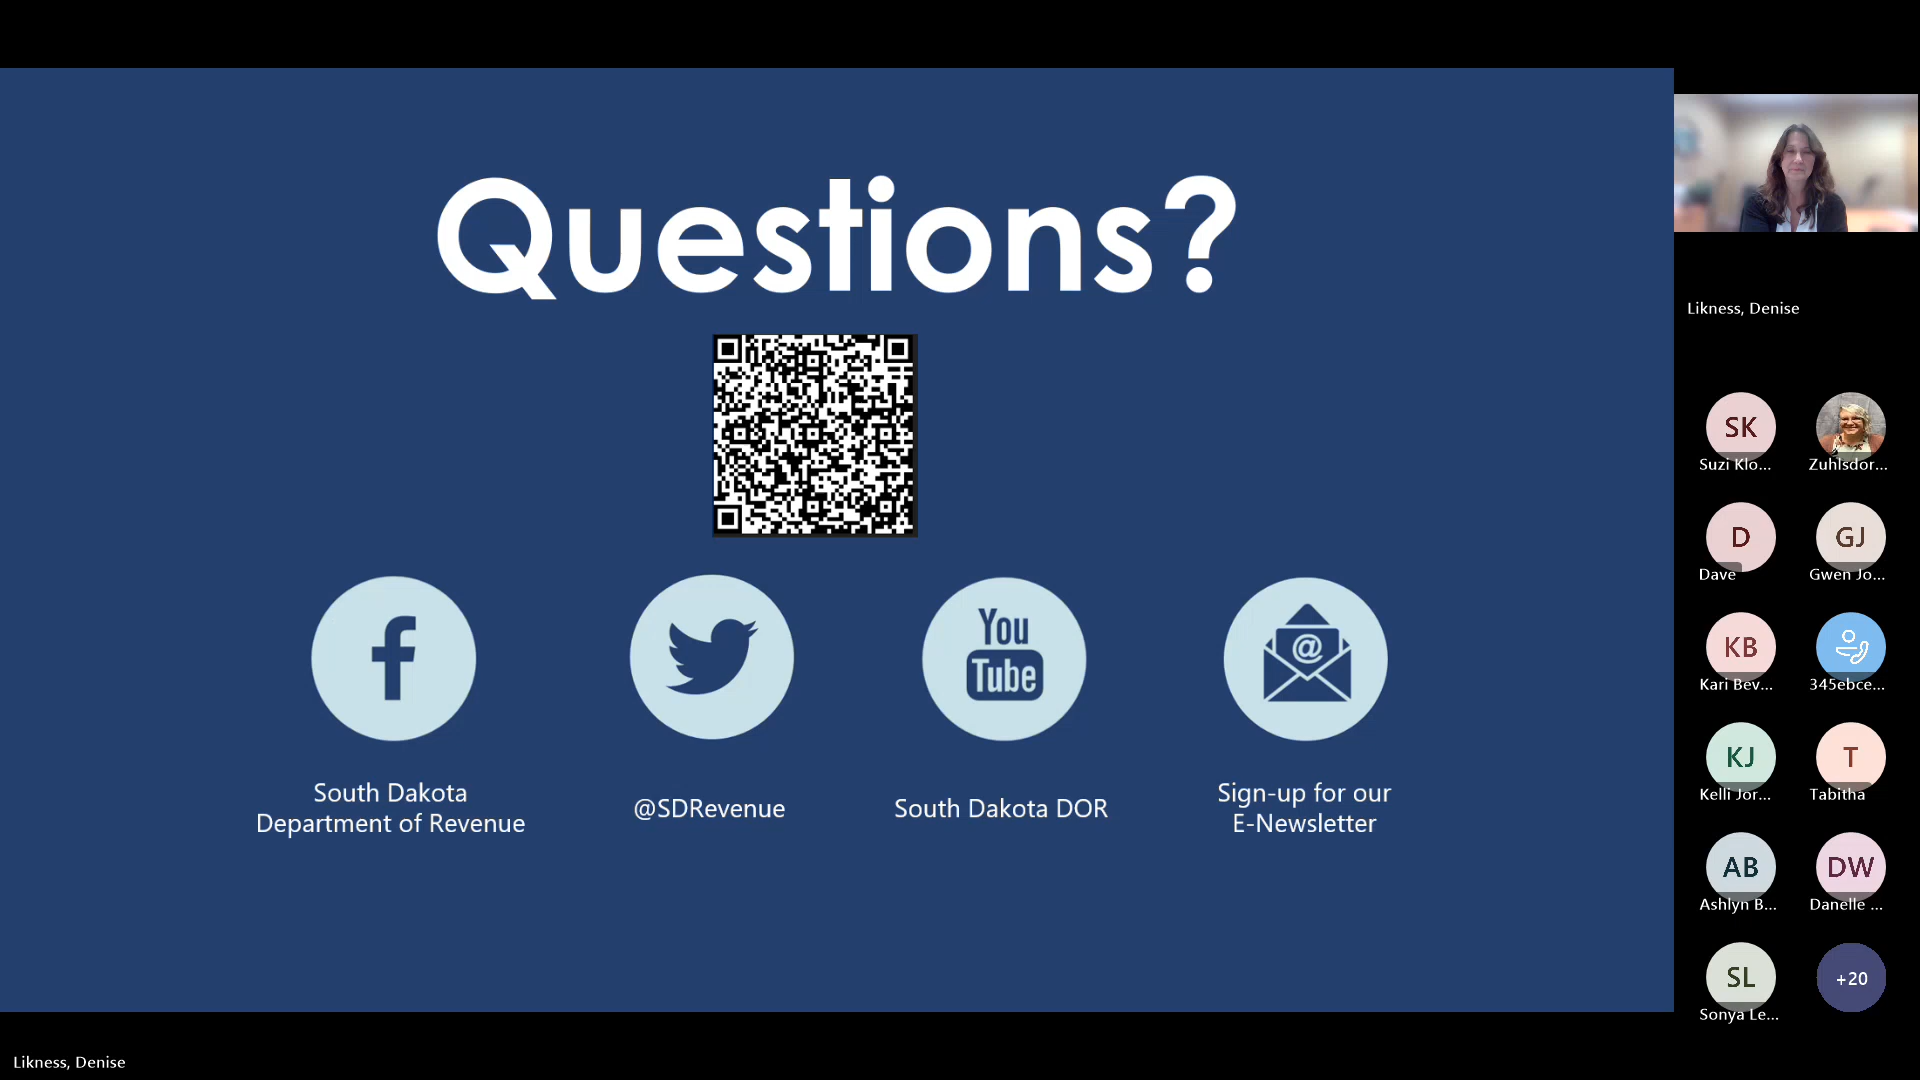 Questions?
f
You
Tube
@
South Dakota
Department of Revenue
@SDRevenue
South Dakota DOR
Sign-up for our
E-Newsletter
Likness, Denise
SK
Suzi Klo...
Zuhlsdor...
D
Dave
GJ
Gwen Jo...
KB
Kari Bev...
345ebce...
KJ
Kelli Jor...
T
Tabitha
AB
Ashlyn B...
DW
Danelle ...
SL
Sonya Le...
+20
Likness, Denise